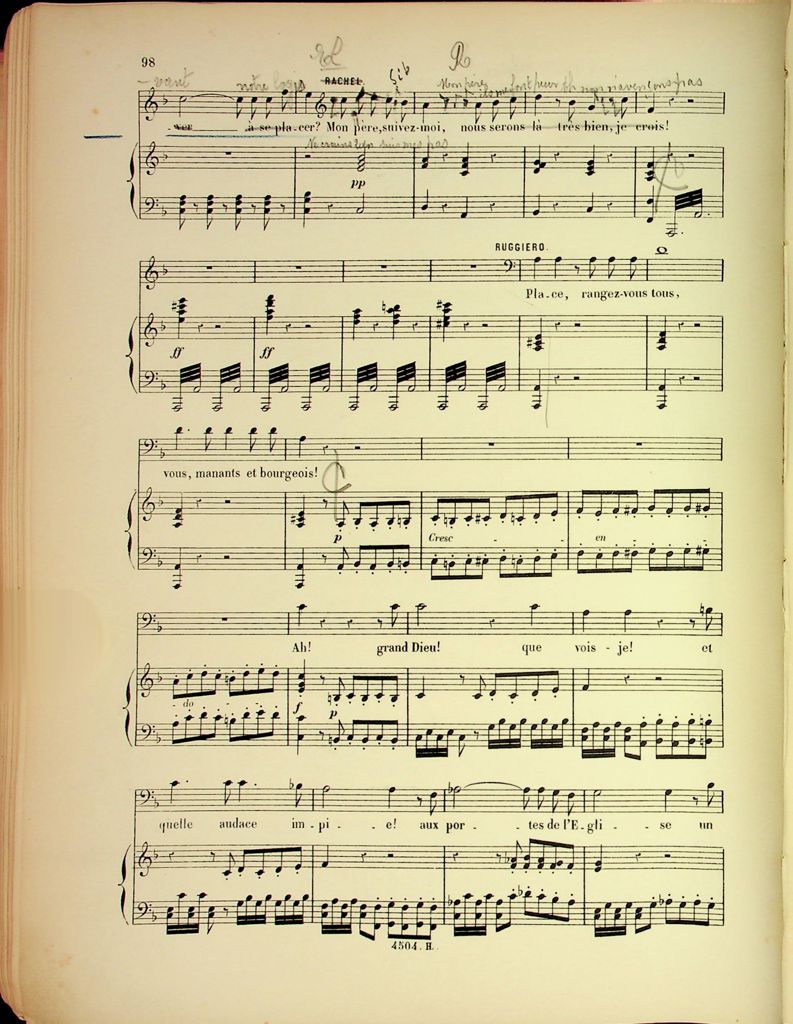 98
RACHEL.
ver à se pla - cer? Mon père, suivez-moi, nous serons là très bien, je crois!
pp
RUGGIERO.
Pla - ce, rangez-vous tous,
ff ff
vous, manants et bourgeois!
p Cresc - - en -
Ah! grand Dieu! que vois - je! et
- do - f p
quelle audace im - pi - e! aux por - tes de l'E - gli - se un
4504. H.